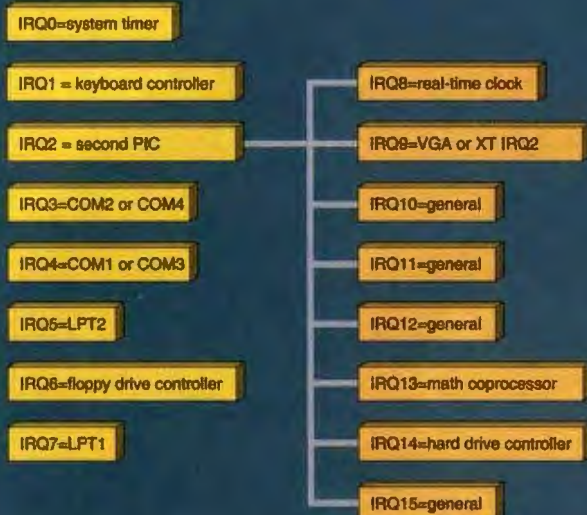 IRQ0=system timer
IRQ1 = keyboard controller
IRQ2 = second PIC
IRQ3=COM2 or COM4
IRQ4=COM1 or COM3
IRQ5=LPT2
IRQ6=floppy drive controller
IRQ7=LPT1
IRQ8=real-time clock
IRQ9=VGA or XT IRQ2
IRQ10=general
IRQ11=general
IRQ12=general
IRQ13=math coprocessor
IRQ14=hard drive controller
IRQ15=general